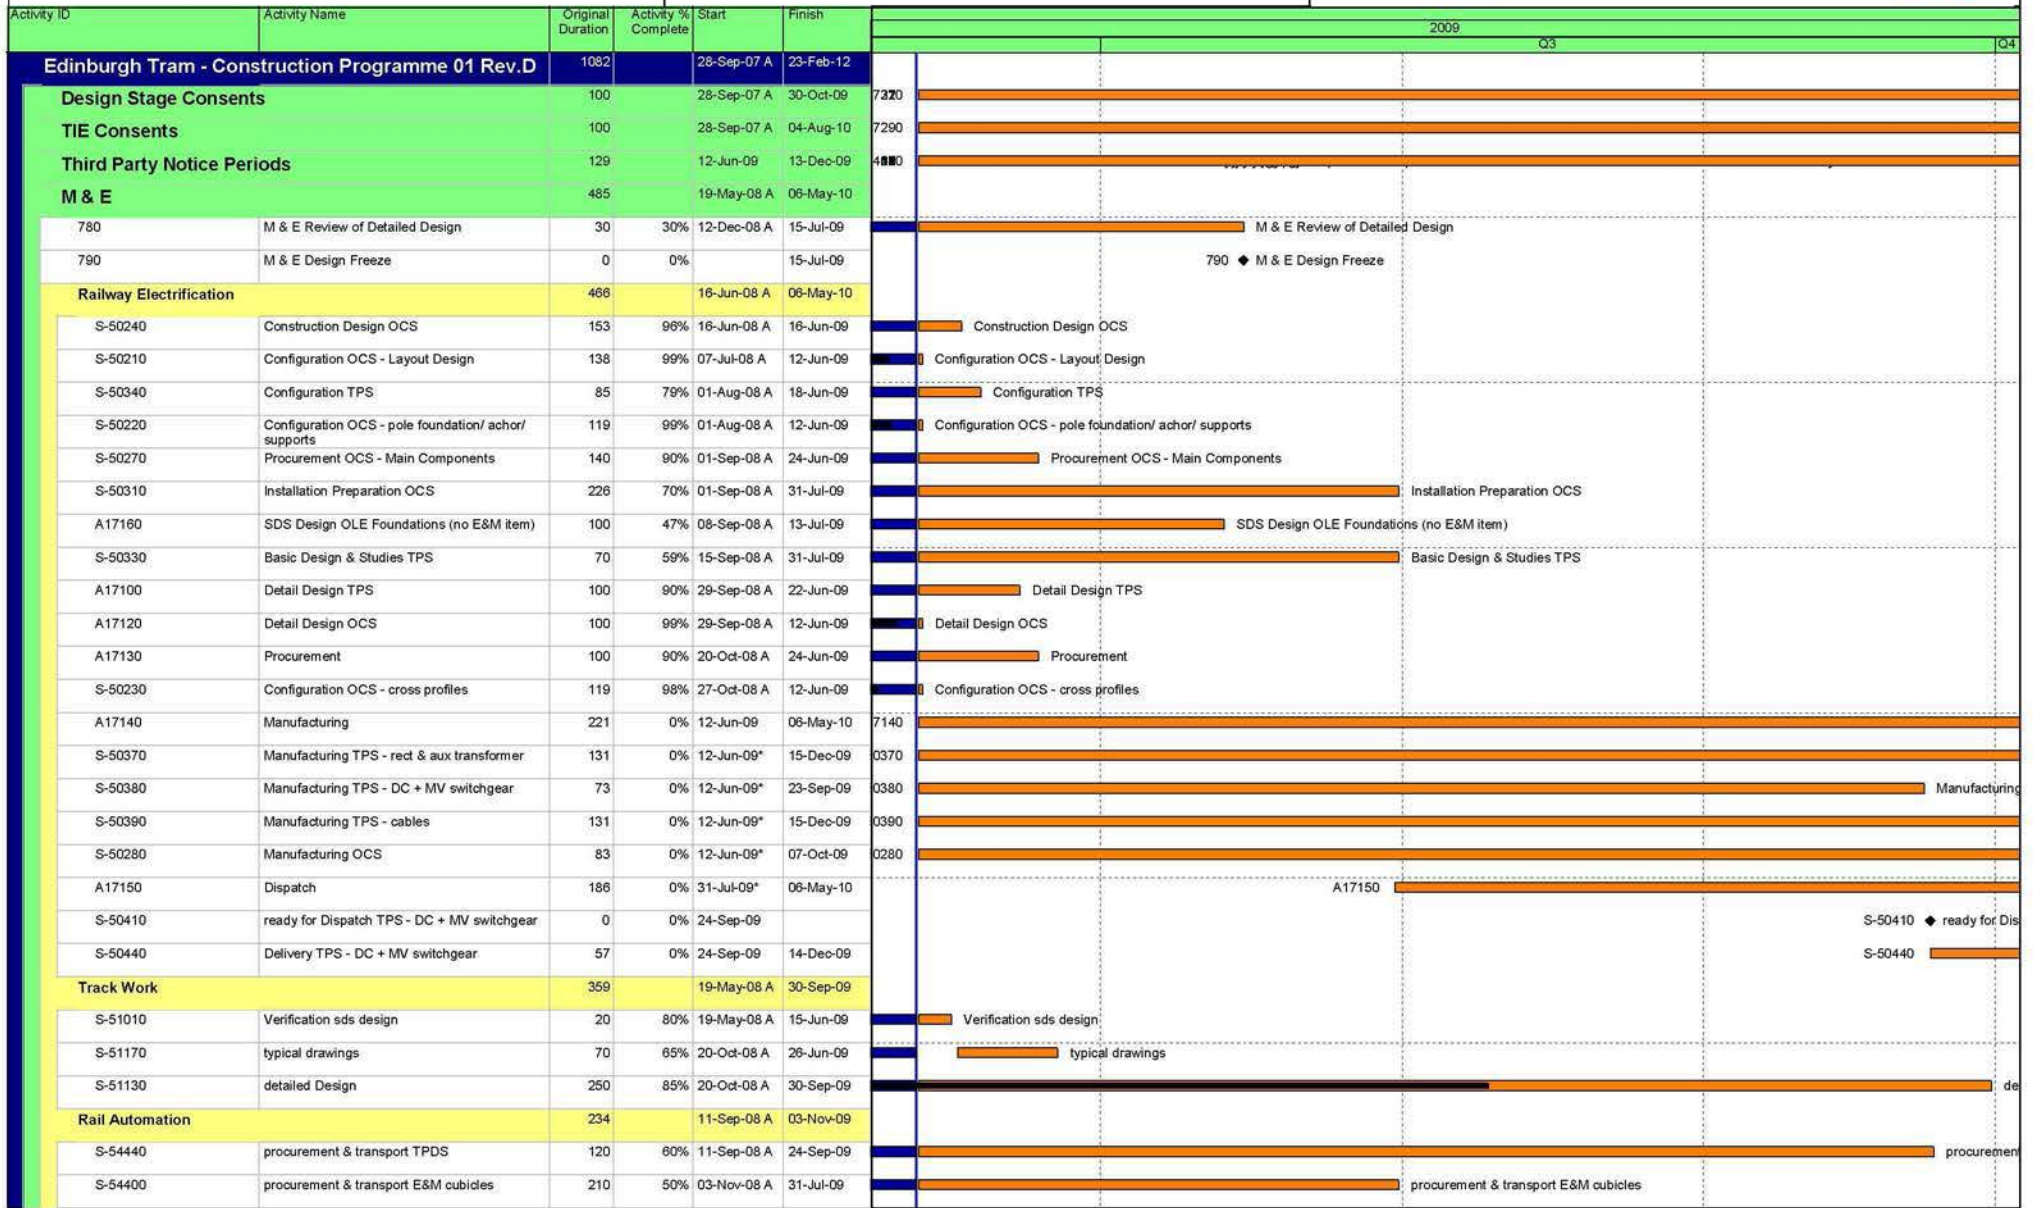 Activity ID Activity Name Original Duration Activity % Complete Start Finish
2009
Q3 Q4
Edinburgh Tram - Construction Programme 01 Rev.D 1082 28-Sep-07 A 23-Feb-12
Design Stage Consents 100 28-Sep-07 A 30-Oct-09
TIE Consents 100 28-Sep-07 A 04-Aug-10 7290
Third Party Notice Periods 129 12-Jun-09 13-Dec-09
M & E 485 19-May-08 A 06-May-10
780 M & E Review of Detailed Design 30 30% 12-Dec-08 A 15-Jul-09 M & E Review of Detailed Design
790 M & E Design Freeze 0 0% 15-Jul-09 790 M & E Design Freeze
Railway Electrification 466 16-Jun-08 A 06-May-10
S-50240 Construction Design OCS 153 96% 16-Jun-08 A 16-Jun-09 Construction Design OCS
S-50210 Configuration OCS - Layout Design 138 99% 07-Jul-08 A 12-Jun-09 Configuration OCS - Layout Design
S-50340 Configuration TPS 85 79% 01-Aug-08 A 18-Jun-09 Configuration TPS
S-50220 Configuration OCS - pole foundation/ achor/ supports 119 99% 01-Aug-08 A 12-Jun-09 Configuration OCS - pole foundation/ achor/ supports
S-50270 Procurement OCS - Main Components 140 90% 01-Sep-08 A 24-Jun-09 Procurement OCS - Main Components
S-50310 Installation Preparation OCS 226 70% 01-Sep-08 A 31-Jul-09 Installation Preparation OCS
A17160 SDS Design OLE Foundations (no E&M item) 100 47% 08-Sep-08 A 13-Jul-09 SDS Design OLE Foundations (no E&M item)
S-50330 Basic Design & Studies TPS 70 59% 15-Sep-08 A 31-Jul-09 Basic Design & Studies TPS
A17100 Detail Design TPS 100 90% 29-Sep-08 A 22-Jun-09 Detail Design TPS
A17120 Detail Design OCS 100 99% 29-Sep-08 A 12-Jun-09 Detail Design OCS
A17130 Procurement 100 90% 20-Oct-08 A 24-Jun-09 Procurement
S-50230 Configuration OCS - cross profiles 119 98% 27-Oct-08 A 12-Jun-09 Configuration OCS - cross profiles
A17140 Manufacturing 221 0% 12-Jun-09 06-May-10 7140
S-50370 Manufacturing TPS - rect & aux transformer 131 0% 12-Jun-09* 15-Dec-09 0370
S-50380 Manufacturing TPS - DC + MV switchgear 73 0% 12-Jun-09* 23-Sep-09 0380 Manufacturing
S-50390 Manufacturing TPS - cables 131 0% 12-Jun-09* 15-Dec-09 0390
S-50280 Manufacturing OCS 83 0% 12-Jun-09* 07-Oct-09 0280
A17150 Dispatch 186 0% 31-Jul-09* 06-May-10 A17150
S-50410 ready for Dispatch TPS - DC + MV switchgear 0 0% 24-Sep-09 S-50410 ready for Dis
S-50440 Delivery TPS - DC + MV switchgear 57 0% 24-Sep-09 14-Dec-09 S-50440
Track Work 359 19-May-08 A 30-Sep-09
S-51010 Verification sds design 20 80% 19-May-08 A 15-Jun-09 Verification sds design
S-51170 typical drawings 70 65% 20-Oct-08 A 26-Jun-09 typical drawings
S-51130 detailed Design 250 85% 20-Oct-08 A 30-Sep-09 de
Rail Automation 234 11-Sep-08 A 03-Nov-09
S-54440 procurement & transport TPDS 120 60% 11-Sep-08 A 24-Sep-09 procurement
S-54400 procurement & transport E&M cubicles 210 50% 03-Nov-08 A 31-Jul-09 procurement & transport E&M cubicles